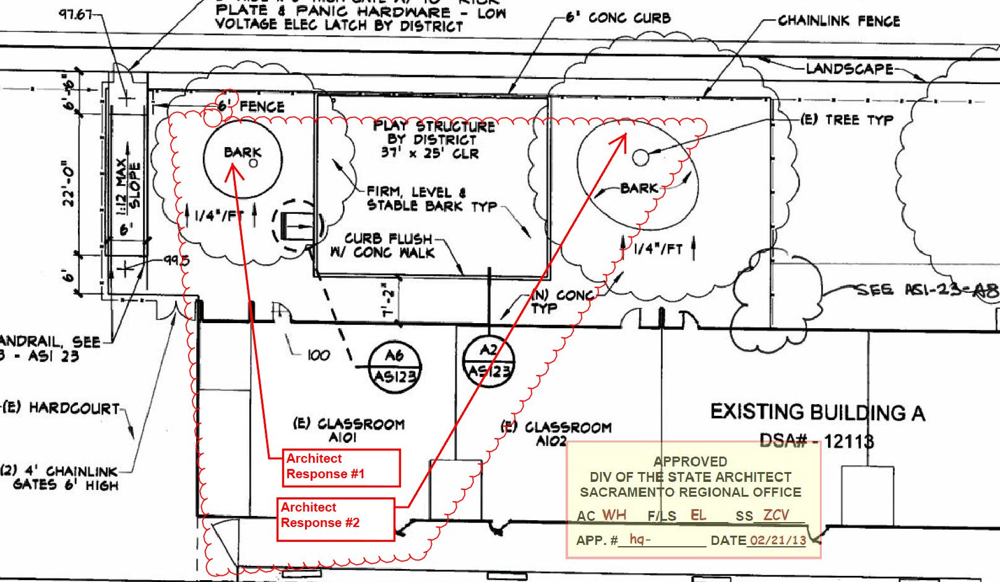 97.67
PLATE & PANIC HARDWARE - LOW
VOLTAGE ELEC LATCH BY DISTRICT
6" CONC CURB
CHAINLINK FENCE
LANDSCAPE
6' FENCE
(E) TREE TYP
PLAY STRUCTURE
BY DISTRICT
37' x 25' CLR
BARK
22'-0"
1:12 MAX
SLOPE
FIRM, LEVEL &
STABLE BARK TYP
BARK
1/4"/FT
6'
CURB FLUSH
W/ CONC WALK
1/4"/FT
99.5
6'
7'-2"
(N) CONC
TYP
SEE ASI-23-A8
ANDRAIL, SEE
3 - ASI 23
100
A6
ASI23
A2
ASI23
(E) HARDCOURT
(E) CLASSROOM
A101
(E) CLASSROOM
A102
EXISTING BUILDING A
DSA# - 12113
(2) 4' CHAINLINK
GATES 6' HIGH
Architect
Response #1
Architect
Response #2
APPROVED
DIV OF THE STATE ARCHITECT
SACRAMENTO REGIONAL OFFICE
AC WH F/LS EL SS ZCV
APP. # hq- DATE 02/21/13